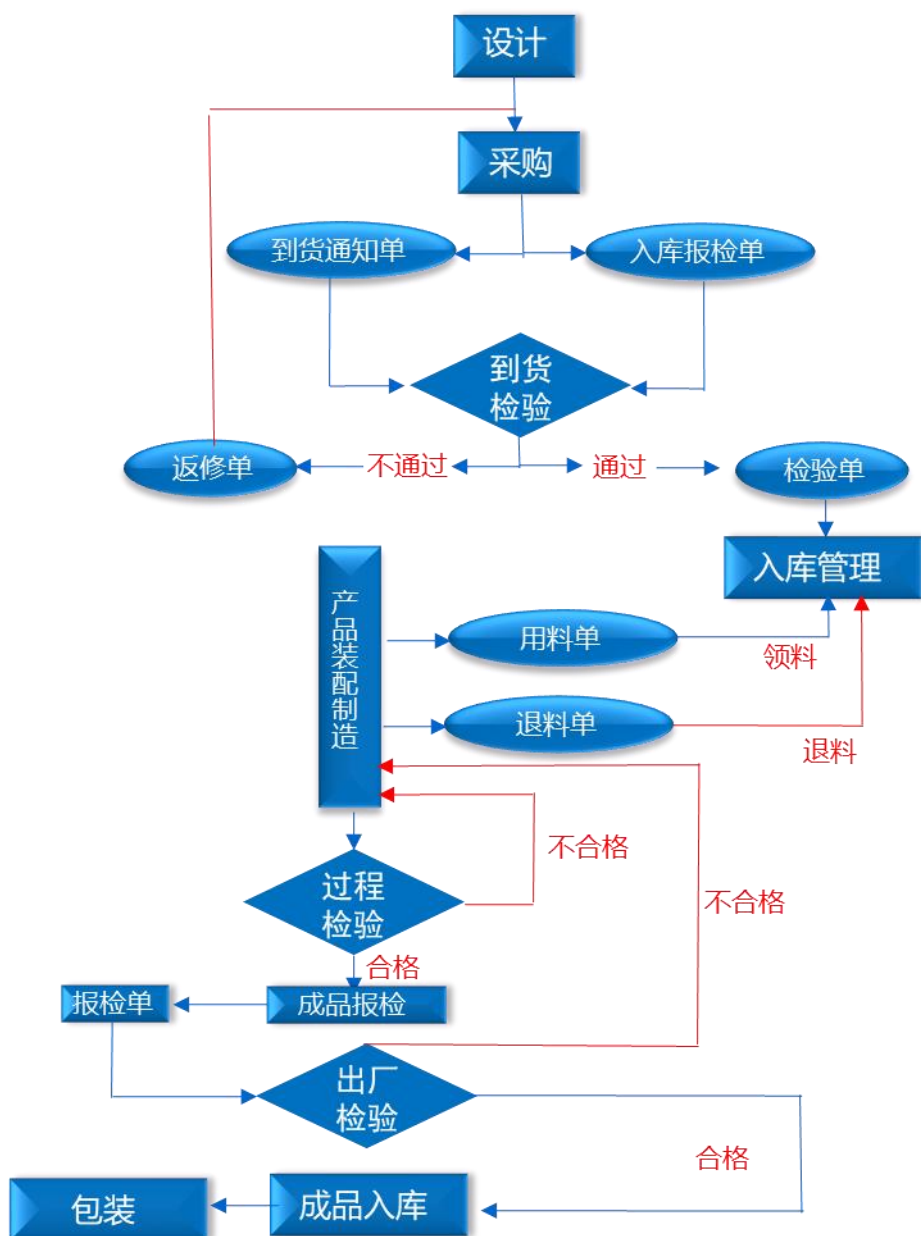 设计
采购
到货通知单
入库报检单
到货
检验
返修单
不通过
通过
检验单
入库管理
产品装配制造
用料单
领料
退料单
退料
不合格
过程
检验
不合格
合格
报检单
成品报检
出厂
检验
合格
包装
成品入库